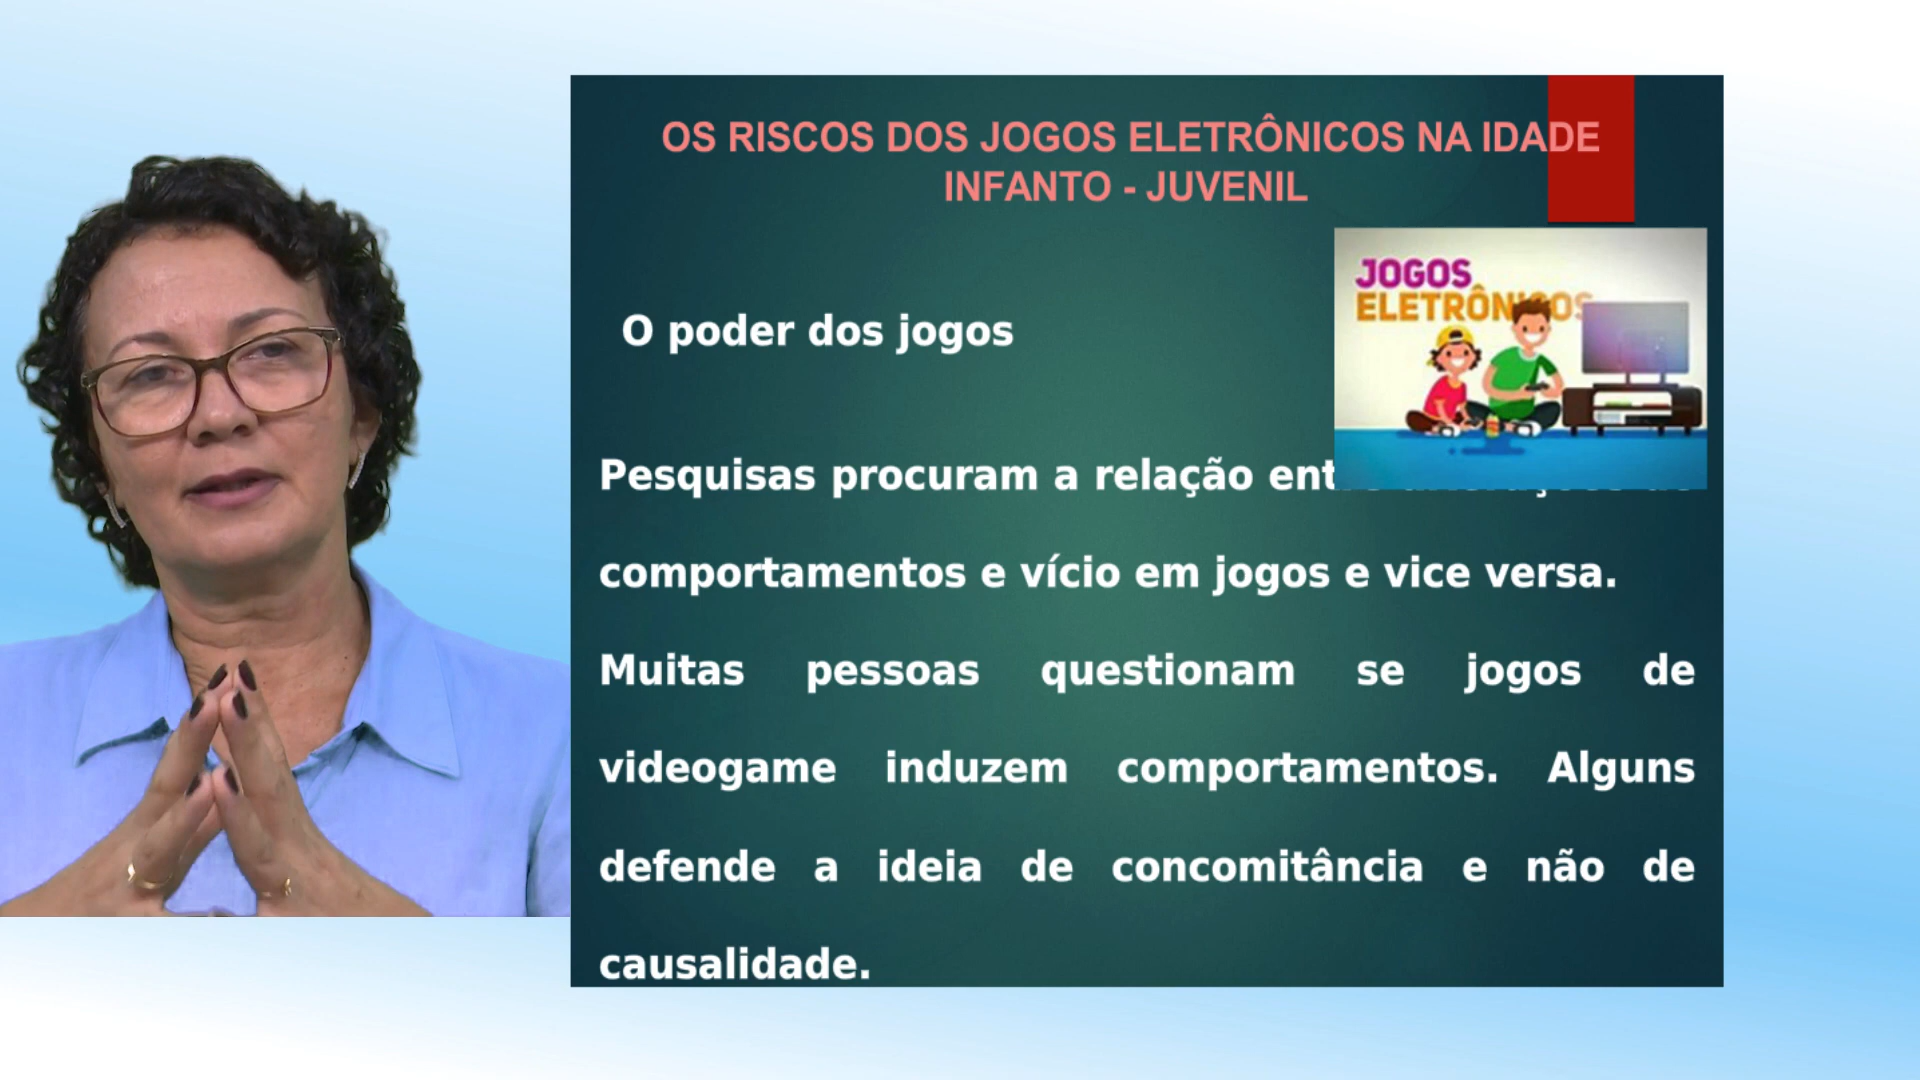 OS RISCOS DOS JOGOS ELETRÔNICOS NA IDADE
INFANTO - JUVENIL
JOGOS
ELETRÔNICOS
O poder dos jogos
Pesquisas procuram a relação
comportamentos e vício em jogos e vice versa.
Muitas pessoas questionam se jogos de
videogame induzem comportamentos. Alguns
defende a ideia de concomitância e não de
causalidade.